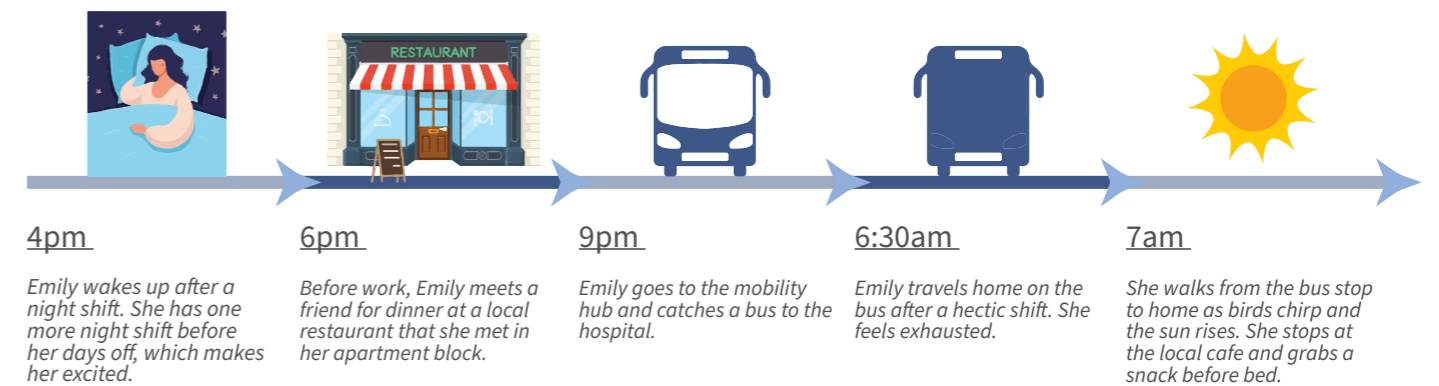 RESTAURANT
4pm
Emily wakes up after a
night shift. She has one
more night shift before
her days off, which makes
her excited.
6pm
Before work, Emily meets a
friend for dinner at a local
restaurant that she met in
her apartment block.
9pm
Emily goes to the mobility
hub and catches a bus to the
hospital.
6:30am
Emily travels home on the
bus after a hectic shift. She
feels exhausted.
7am
She walks from the bus stop
to home as birds chirp and
the sun rises. She stops at
the local cafe and grabs a
snack before bed.